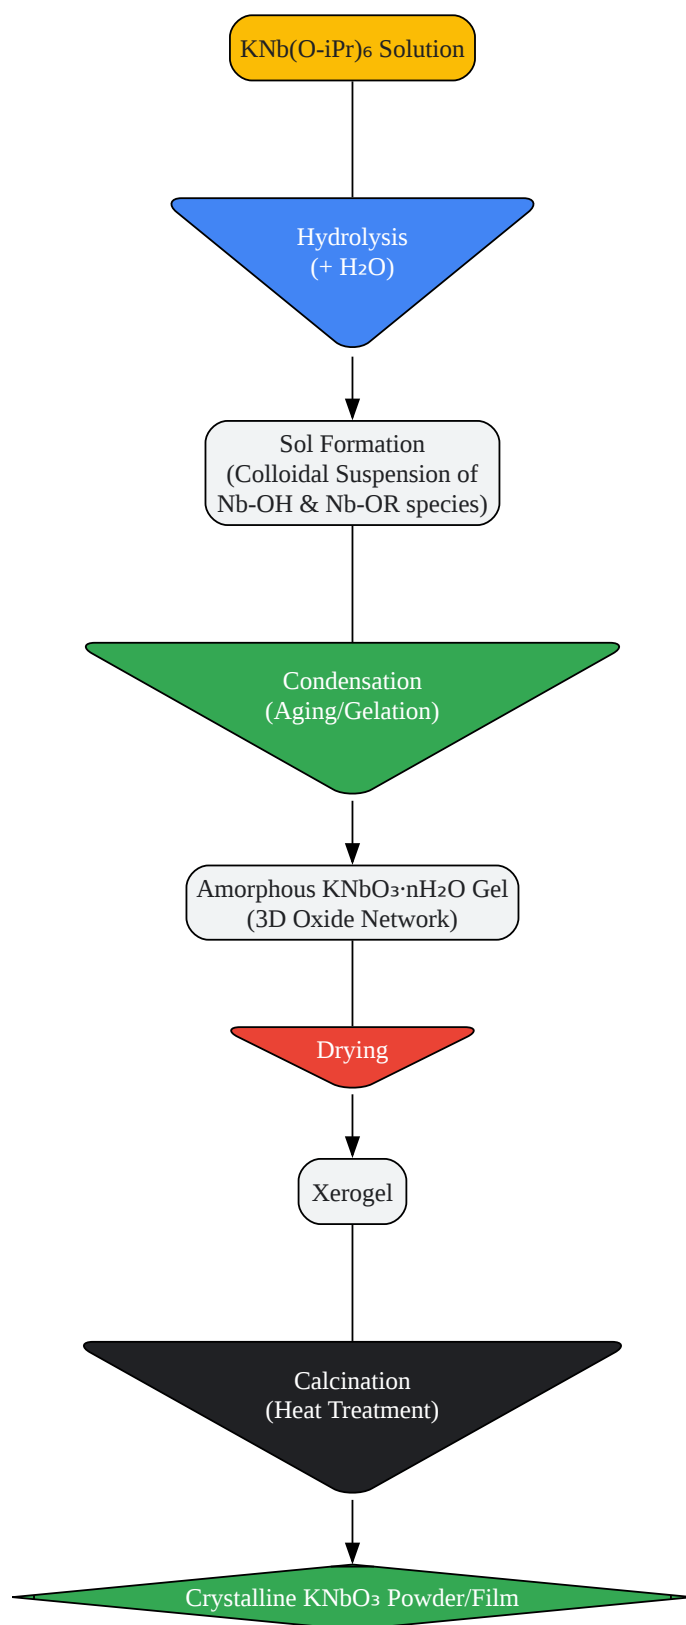 KNb(O-iPr)₆ Solution
Hydrolysis
(+ H₂O)
Sol Formation
(Colloidal Suspension of
Nb-OH & Nb-OR species)
Condensation
(Aging/Gelation)
Amorphous KNbO₃·nH₂O Gel
(3D Oxide Network)
Drying
Xerogel
Calcination
(Heat Treatment)
Crystalline KNbO₃ Powder/Film